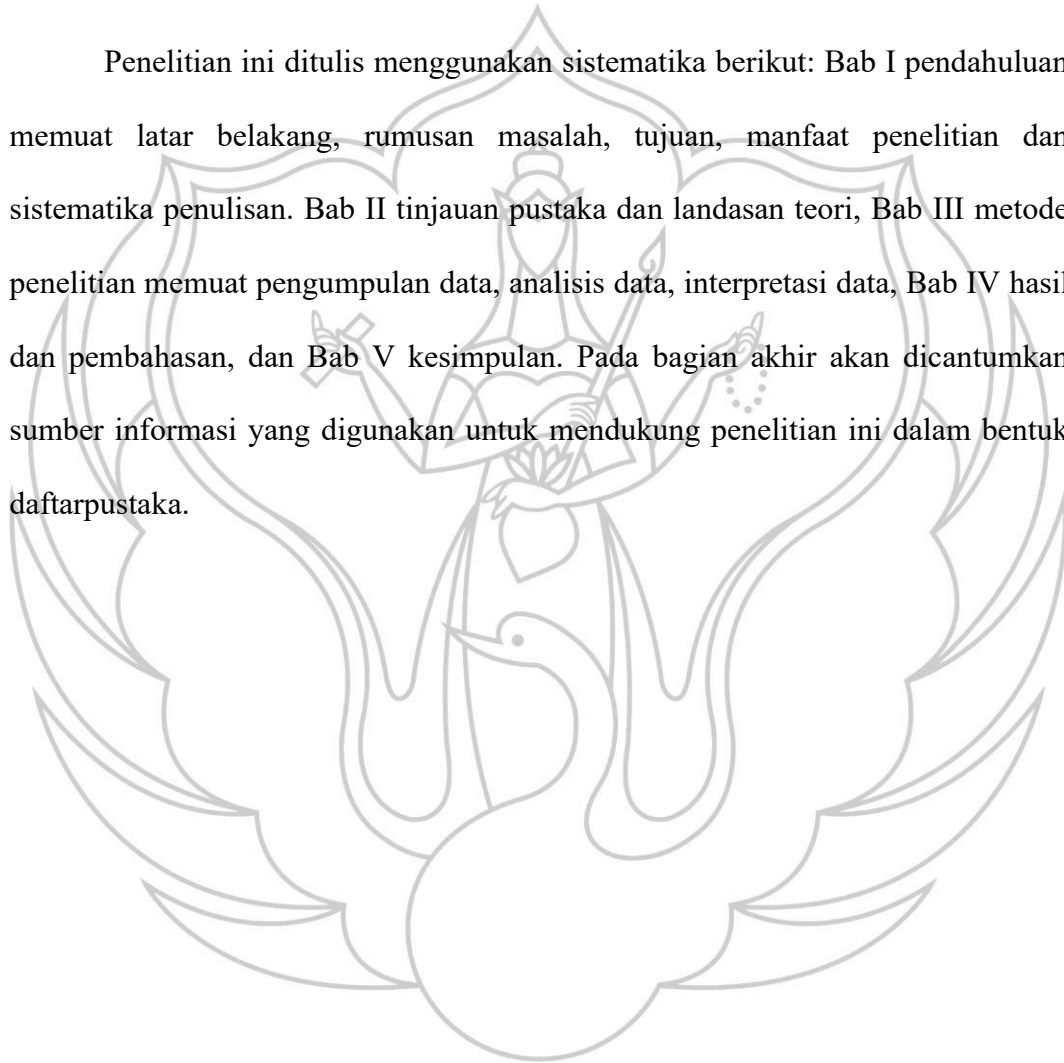 Penelitian ini ditulis menggunakan sistematika berikut: Bab I pendahuluan
memuat latar belakang, rumusan masalah, tujuan, manfaat penelitian dan
sistematika penulisan. Bab II tinjauan pustaka dan landasan teori, Bab III metode
penelitian memuat pengumpulan data, analisis data, interpretasi data, Bab IV hasil
dan pembahasan, dan Bab V kesimpulan. Pada bagian akhir akan dicantumkan
sumber informasi yang digunakan untuk mendukung penelitian ini dalam bentuk
daftarpustaka.